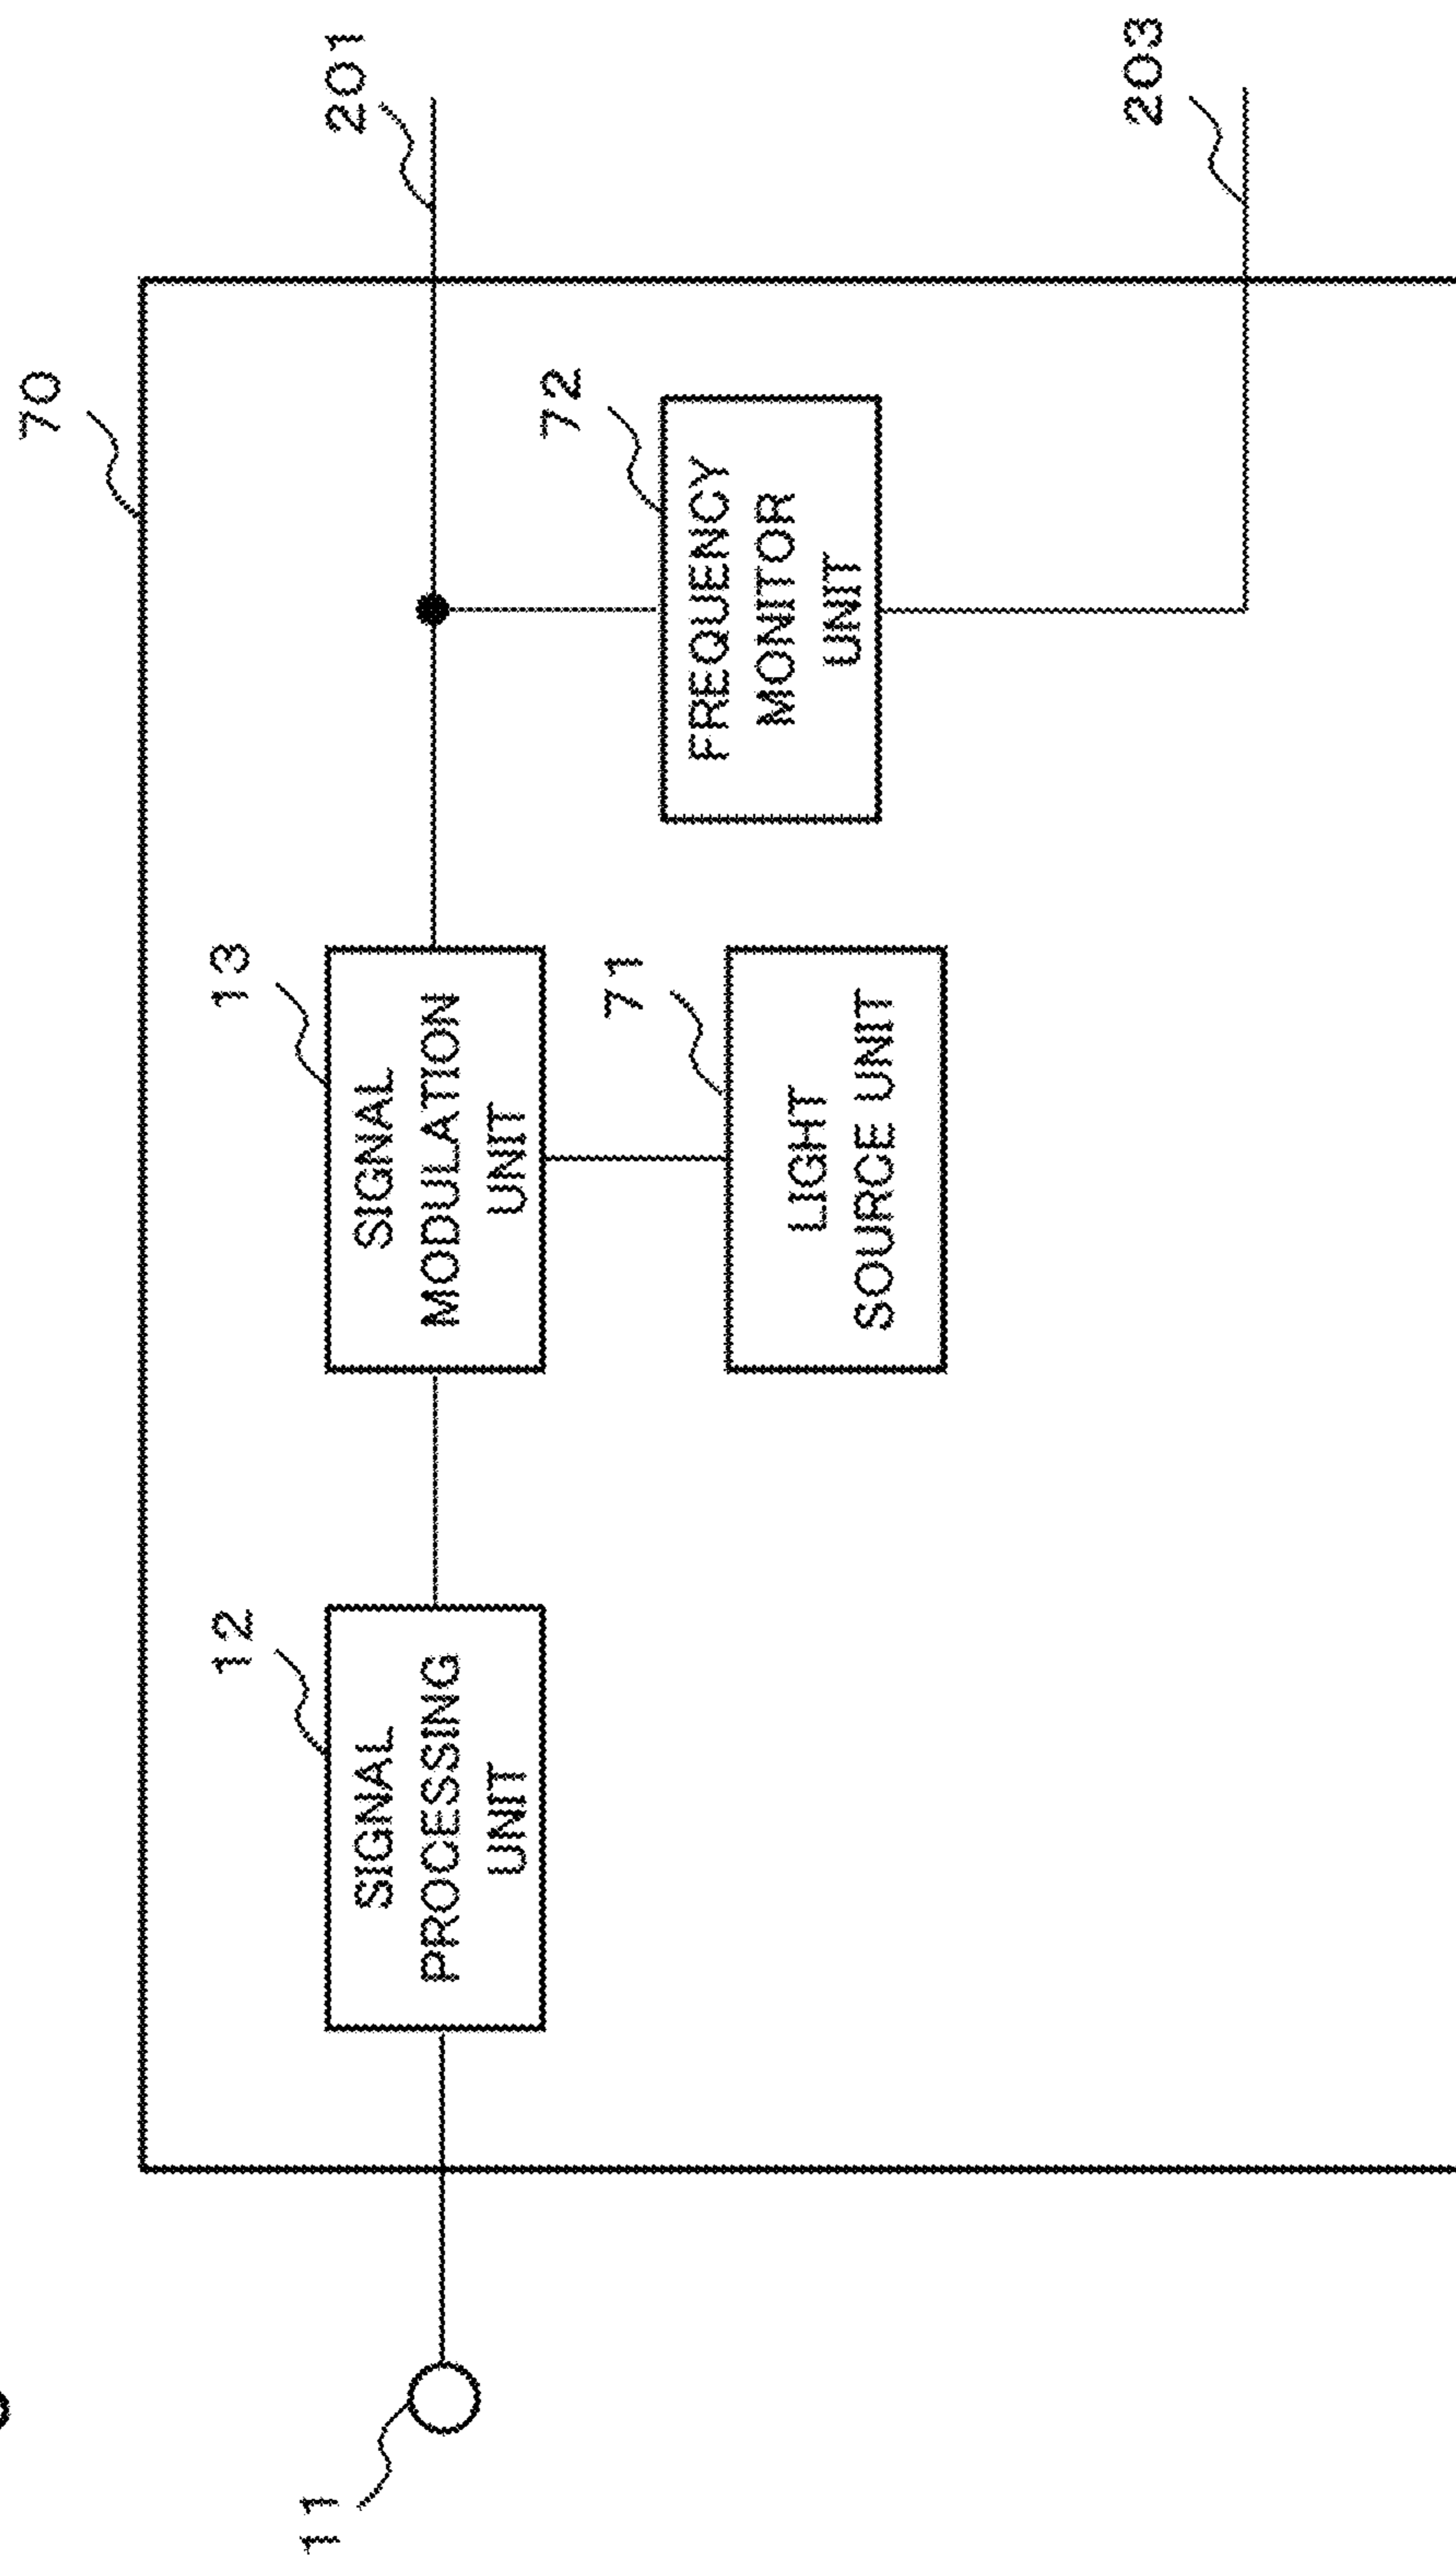 70
201
11
12
SIGNAL
PROCESSING
UNIT
13
SIGNAL
MODULATION
UNIT
71
LIGHT
SOURCE UNIT
72
FREQUENCY
MONITOR
UNIT
203